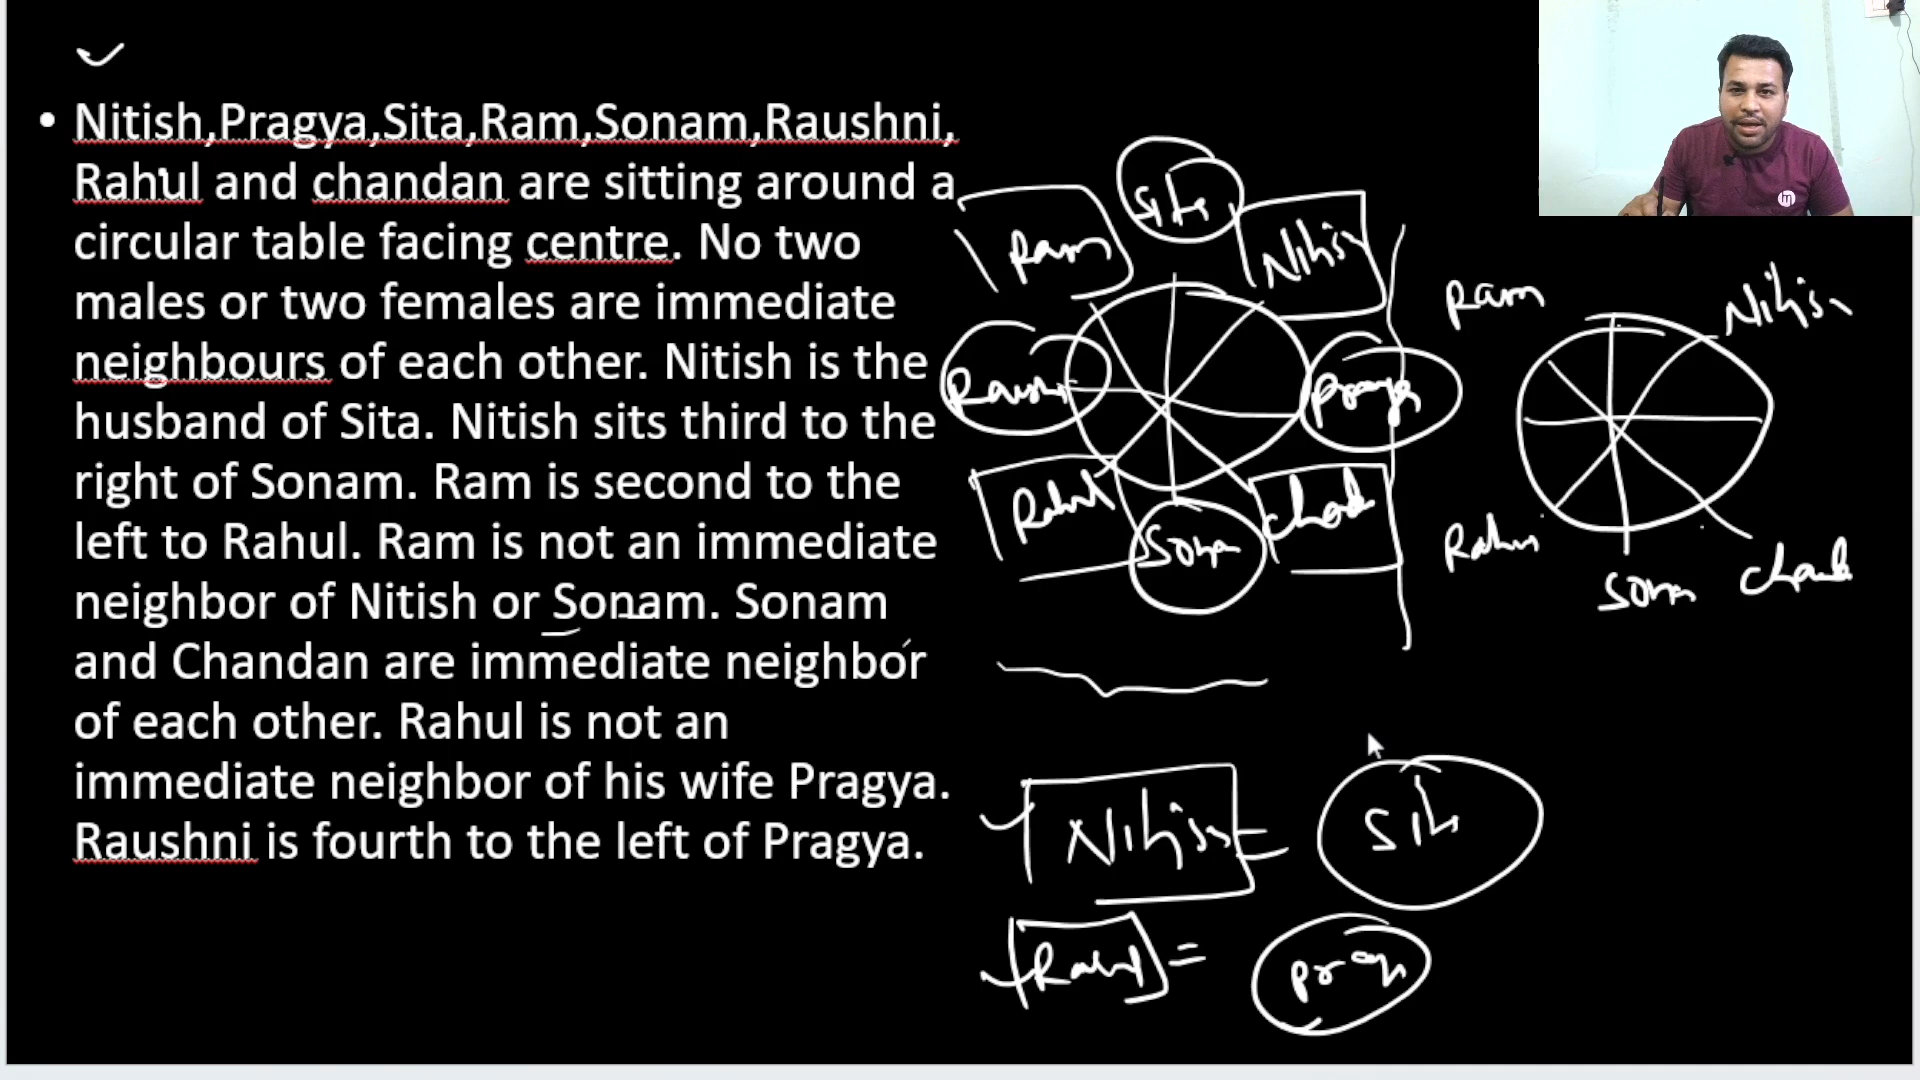 • Nitish,Pragya,Sita,Ram,Sonam,Raushni,
Rahul and chandan are sitting around a
circular table facing centre. No two
males or two females are immediate
neighbours of each other. Nitish is the
husband of Sita. Nitish sits third to the
right of Sonam. Ram is second to the
left to Rahul. Ram is not an immediate
neighbor of Nitish or Sonam. Sonam
and Chandan are immediate neighbor
of each other. Rahul is not an
immediate neighbor of his wife Pragya.
Raushni is fourth to the left of Pragya.
Ram
Rahul
Ram